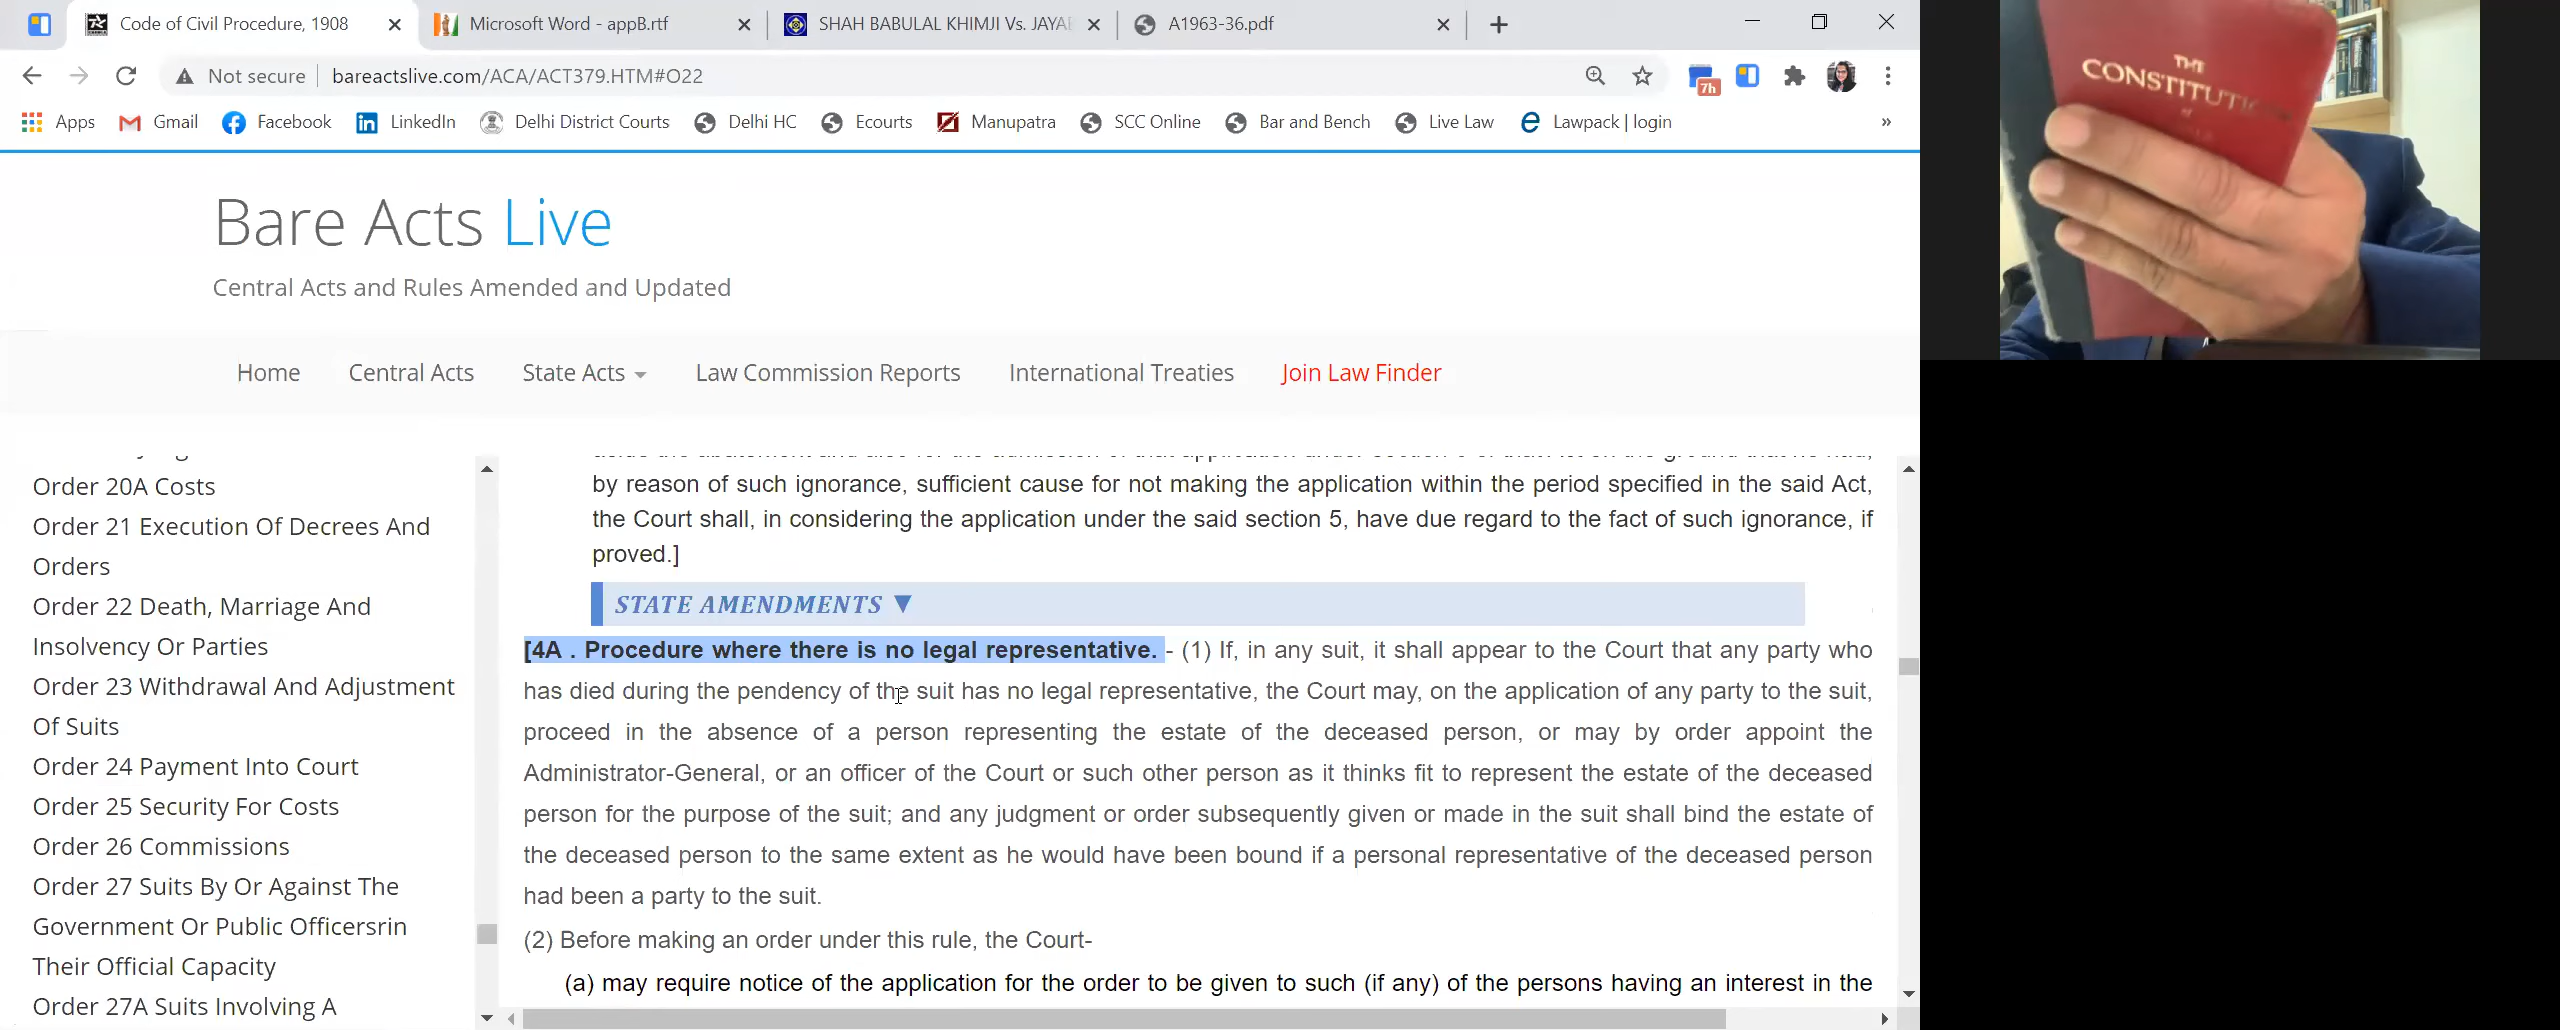 Code of Civil Procedure, 1908
Microsoft Word - appB.rtf
SHAH BABULAL KHIMJI Vs. JAYA
A1963-36.pdf
Not secure
bareactslive.com/ACA/ACT379.HTM#O22
7h
Apps
Gmail
Facebook
LinkedIn
Delhi District Courts
Delhi HC
Ecourts
Manupatra
SCC Online
Bar and Bench
Live Law
Lawpack | login
»
THE
CONSTITUTION
Bare Acts Live
Central Acts and Rules Amended and Updated
Home
Central Acts
State Acts
Law Commission Reports
International Treaties
Join Law Finder
Order 20A Costs
Order 21 Execution Of Decrees And
Orders
Order 22 Death, Marriage And
Insolvency Or Parties
Order 23 Withdrawal And Adjustment
Of Suits
Order 24 Payment Into Court
Order 25 Security For Costs
Order 26 Commissions
Order 27 Suits By Or Against The
Government Or Public Officersrin
Their Official Capacity
Order 27A Suits Involving A
by reason of such ignorance, sufficient cause for not making the application within the period specified in the said Act,
the Court shall, in considering the application under the said section 5, have due regard to the fact of such ignorance, if
proved.]
STATE AMENDMENTS ▼
[4A . Procedure where there is no legal representative. - (1) If, in any suit, it shall appear to the Court that any party who
has died during the pendency of the suit has no legal representative, the Court may, on the application of any party to the suit,
proceed in the absence of a person representing the estate of the deceased person, or may by order appoint the
Administrator-General, or an officer of the Court or such other person as it thinks fit to represent the estate of the deceased
person for the purpose of the suit; and any judgment or order subsequently given or made in the suit shall bind the estate of
the deceased person to the same extent as he would have been bound if a personal representative of the deceased person
had been a party to the suit.
(2) Before making an order under this rule, the Court-
(a) may require notice of the application for the order to be given to such (if any) of the persons having an interest in the